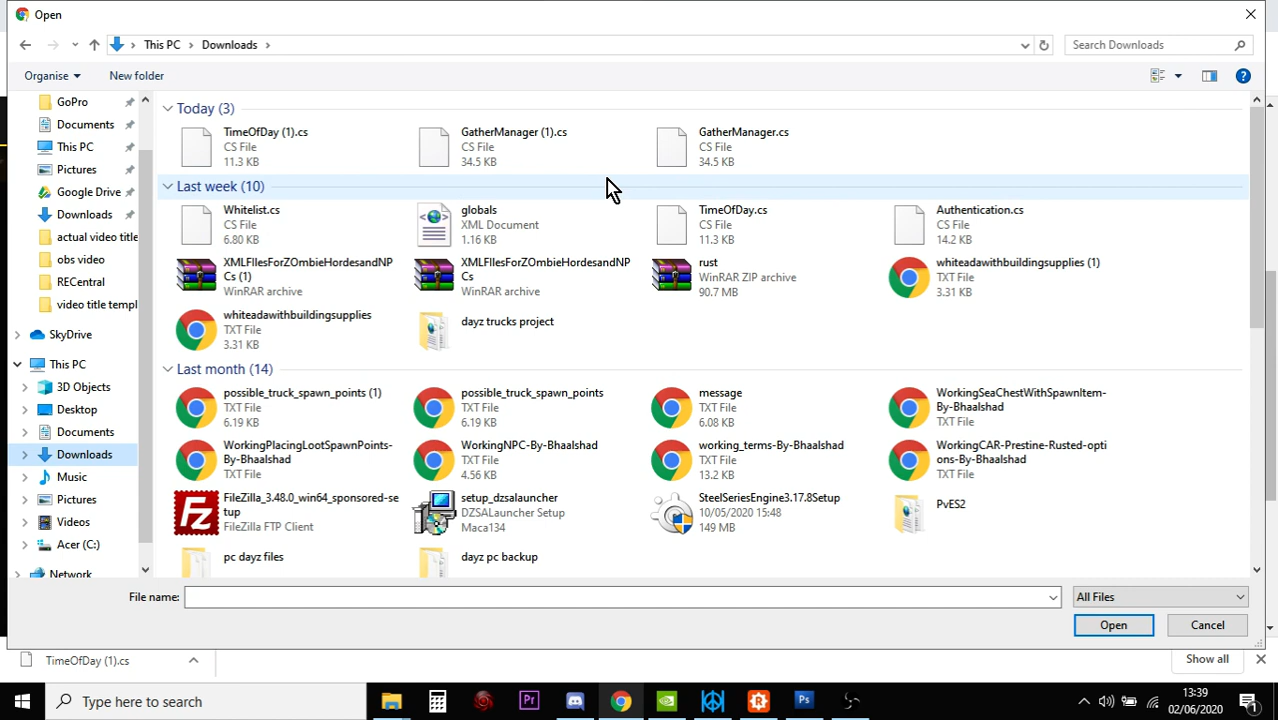 Open
This PC
Downloads
Search Downloads
Organise
New folder
GoPro
Documents
This PC
Pictures
Google Drive
Downloads
actual video title
obs video
RECentral
video title templ
SkyDrive
This PC
3D Objects
Desktop
Documents
Downloads
Music
Pictures
Videos
Acer (C:)
Network
Today (3)
TimeOfDay (1).cs
CS File
11.3 KB
GatherManager (1).cs
CS File
34.5 KB
GatherManager.cs
CS File
34.5 KB
Last week (10)
Whitelist.cs
CS File
6.80 KB
globals
XML Document
1.16 KB
TimeOfDay.cs
CS File
11.3 KB
Authentication.cs
CS File
14.2 KB
XMLFIlesForZOmbieHordesandNP
Cs (1)
WinRAR archive
XMLFIlesForZOmbieHordesandNP
Cs
WinRAR archive
rust
WinRAR ZIP archive
90.7 MB
whiteadawithbuildingsupplies (1)
TXT File
3.31 KB
whiteadawithbuildingsupplies
TXT File
3.31 KB
dayz trucks project
Last month (14)
possible_truck_spawn_points (1)
TXT File
6.19 KB
possible_truck_spawn_points
TXT File
6.19 KB
message
TXT File
6.08 KB
WorkingSeaChestWithSpawnItem-
By-Bhaalshad
TXT File
WorkingPlacingLootSpawnPoints-
By-Bhaalshad
TXT File
WorkingNPC-By-Bhaalshad
TXT File
4.56 KB
working_terms-By-Bhaalshad
TXT File
13.2 KB
WorkingCAR-Prestine-Rusted-opti
ons-By-Bhaalshad
TXT File
FileZilla_3.48.0_win64_sponsored-se
tup
FileZilla FTP Client
setup_dzsalauncher
DZSALauncher Setup
Maca134
SteelSeriesEngine3.17.8Setup
10/05/2020 15:48
149 MB
PvES2
pc dayz files
dayz pc backup
File name:
All Files
Open
Cancel
TimeOfDay (1).cs
Show all
Type here to search
13:39
02/06/2020